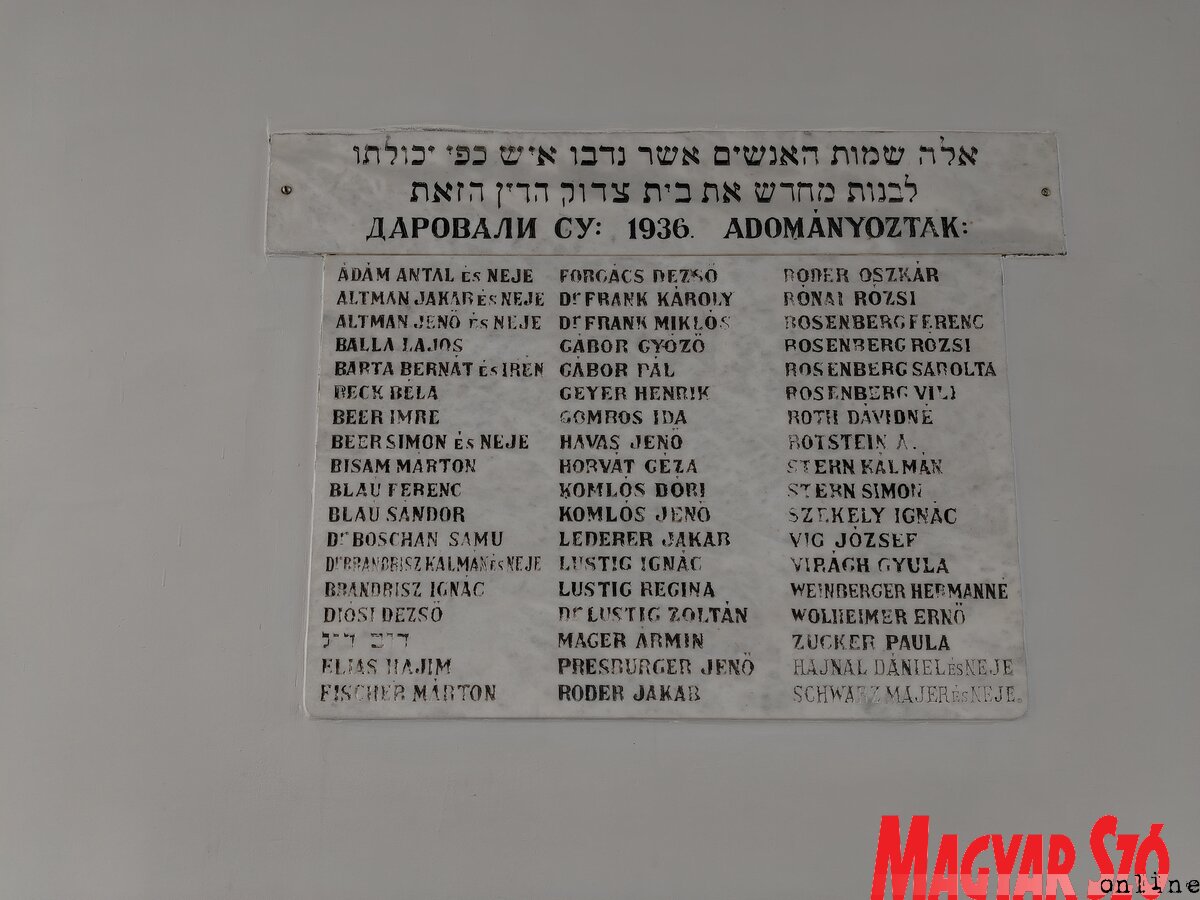 אלה שמות האנשים אשר נדבו איש כפי יכולתו
לבנות מחדש את בית צדוק הדין הזאת
ДАРОВАЛИ СУ: 1936. ADOMÁNYOZTAK:
ÁDÁM ANTAL ÉS NEJE
ALTMAN JAKAB ÉS NEJE
ALTMAN JENŐ ÉS NEJE
BALLA LAJOS
BARTA BERNÁT ÉS IRÉN
BECK BÉLA
BEER IMRE
BEER SIMON ÉS NEJE
BISAM MÁRTON
BLAU FERENC
BLAU SÁNDOR
Dr BOSCHAN SAMU
Dr BRANDEISZ KÁLMÁN ÉS NEJE
BRANDEISZ IGNÁC
DIÓSI DEZSŐ
ELIAS HAJIM
FISCHER MÁRTON
FORGÁCS DEZSŐ
Dr FRANK KÁROLY
Dr FRANK MIKLÓS
GÁBOR GYŐZŐ
GÁBOR PÁL
GEYER HENRIK
GOMBOS IDA
HAVAS JENŐ
HORVÁT GÉZA
KOMLÓS DÓRI
KOMLÓS JENŐ
LEDERER JAKAB
LUSTIG IGNÁC
LUSTIG REGINA
Dr LUSTIG ZOLTÁN
MAGER ÁRMIN
PRESBURGER JENŐ
RODER JAKAB
RODER OSZKÁR
RÓNAI RÓZSI
ROSENBERG FERENC
ROSENBERG RÓZSI
ROSENBERG SAROLTA
ROSENBERG VILI
ROTH DÁVIDNÉ
ROTSTEIN A.
STERN KÁLMÁN
STERN SIMON
SZÉKELY IGNÁC
VIG JÓZSEF
VIRÁGH GYULA
WEINBERGER HERMANNÉ
WOLHEIMER ERNŐ
ZUCKER PAULA
HAJNAL DÁNIEL ÉS NEJE
SCHWARZ MAJER ÉS NEJE.
MAGYAR SZÓ
online